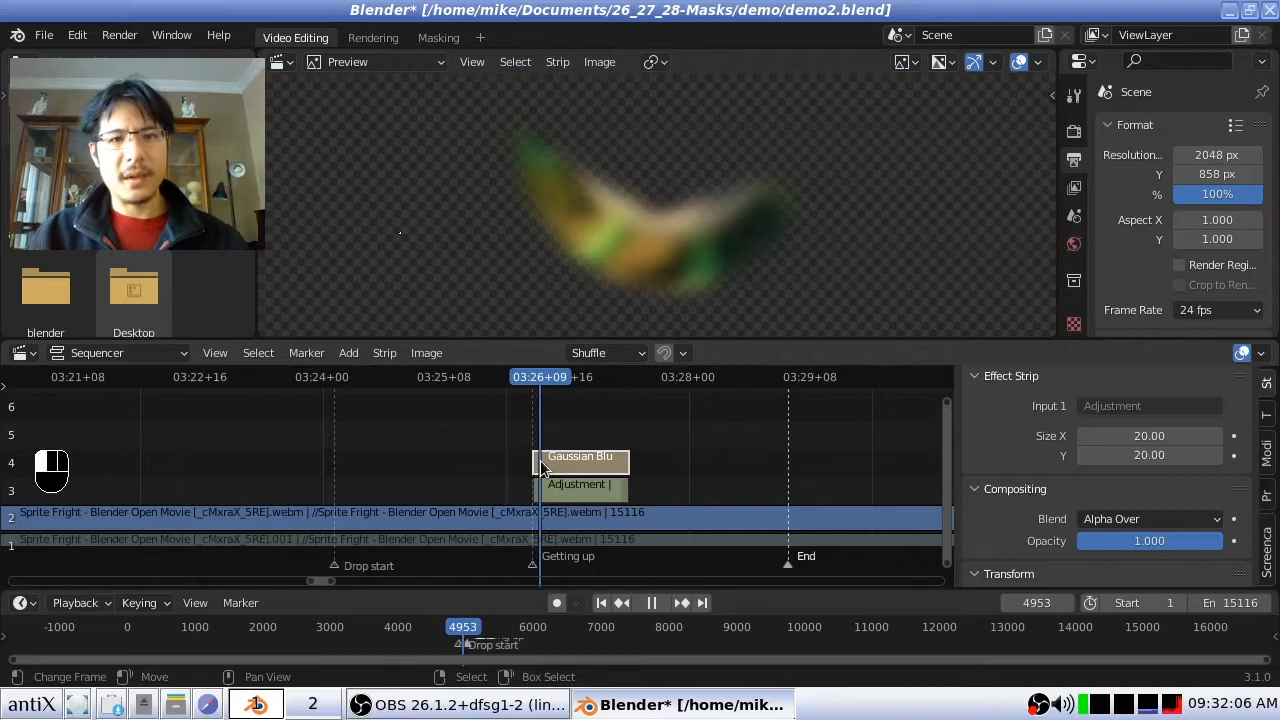 Blender* [/home/mike/Documents/26_27_28-Masks/demo/demo2.blend]
File Edit Render Window Help Video Editing Rendering Masking + Scene ViewLayer
Preview View Select Strip Image
Scene
Format
Resolution... 2048 px
Y 858 px
% 100%
Aspect X 1.000
Y 1.000
Render Regi...
Crop to Ren...
Frame Rate 24 fps
blender Desktop
Sequencer View Select Marker Add Strip Image Shuffle
03:21+08 03:22+16 03:24+00 03:25+08 03:26+09 +16 03:28+00 03:29+08
6
5
4
3
2
1
Gaussian Blu
Adjustment |
Sprite Fright - Blender Open Movie [_cMxraX_5RE].webm | //Sprite Fright - Blender Open Movie [_cMxraX_5RE].webm | 15116
Sprite Fright - Blender Open Movie [_cMxraX_5RE].001 | //Sprite Fright - Blender Open Movie [_cMxraX_5RE].webm | 15116
Drop start Getting up End
Effect Strip
Input 1 Adjustment
Size X 20.00
Y 20.00
Compositing
Blend Alpha Over
Opacity 1.000
Transform
St
T
Modi
Pr
Screenca
Playback Keying View Marker 4953 Start 1 En 15116
-1000 0 1000 2000 3000 4000 4953 6000 7000 8000 9000 10000 11000 12000 13000 14000 15000 16000
Drop start
Change Frame Move Pan View Select Box Select 3.1.0
antiX 1 2 OBS 26.1.2+dfsg1-2 (lin... Blender* [/home/mik... 09:32:06 AM